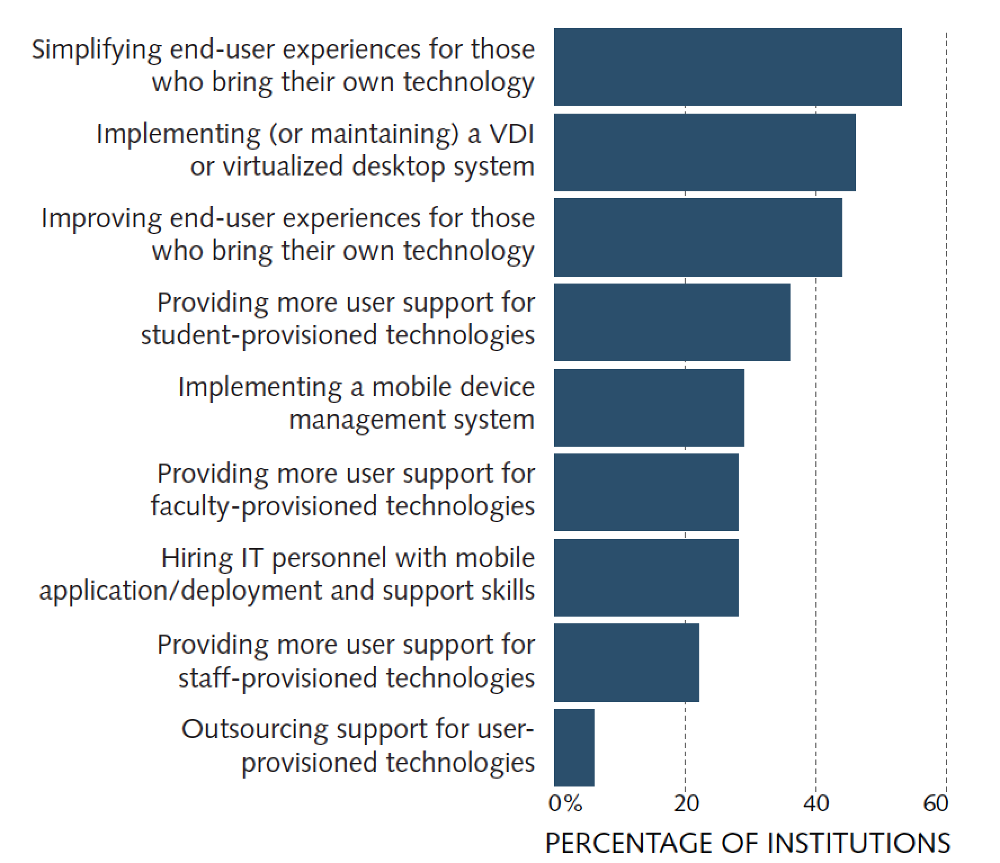 Simplifying end-user experiences for those
who bring their own technology
Implementing (or maintaining) a VDI
or virtualized desktop system
Improving end-user experiences for those
who bring their own technology
Providing more user support for
student-provisioned technologies
Implementing a mobile device
management system
Providing more user support for
faculty-provisioned technologies
Hiring IT personnel with mobile
application/deployment and support skills
Providing more user support for
staff-provisioned technologies
Outsourcing support for user-
provisioned technologies
0% 20 40 60
PERCENTAGE OF INSTITUTIONS